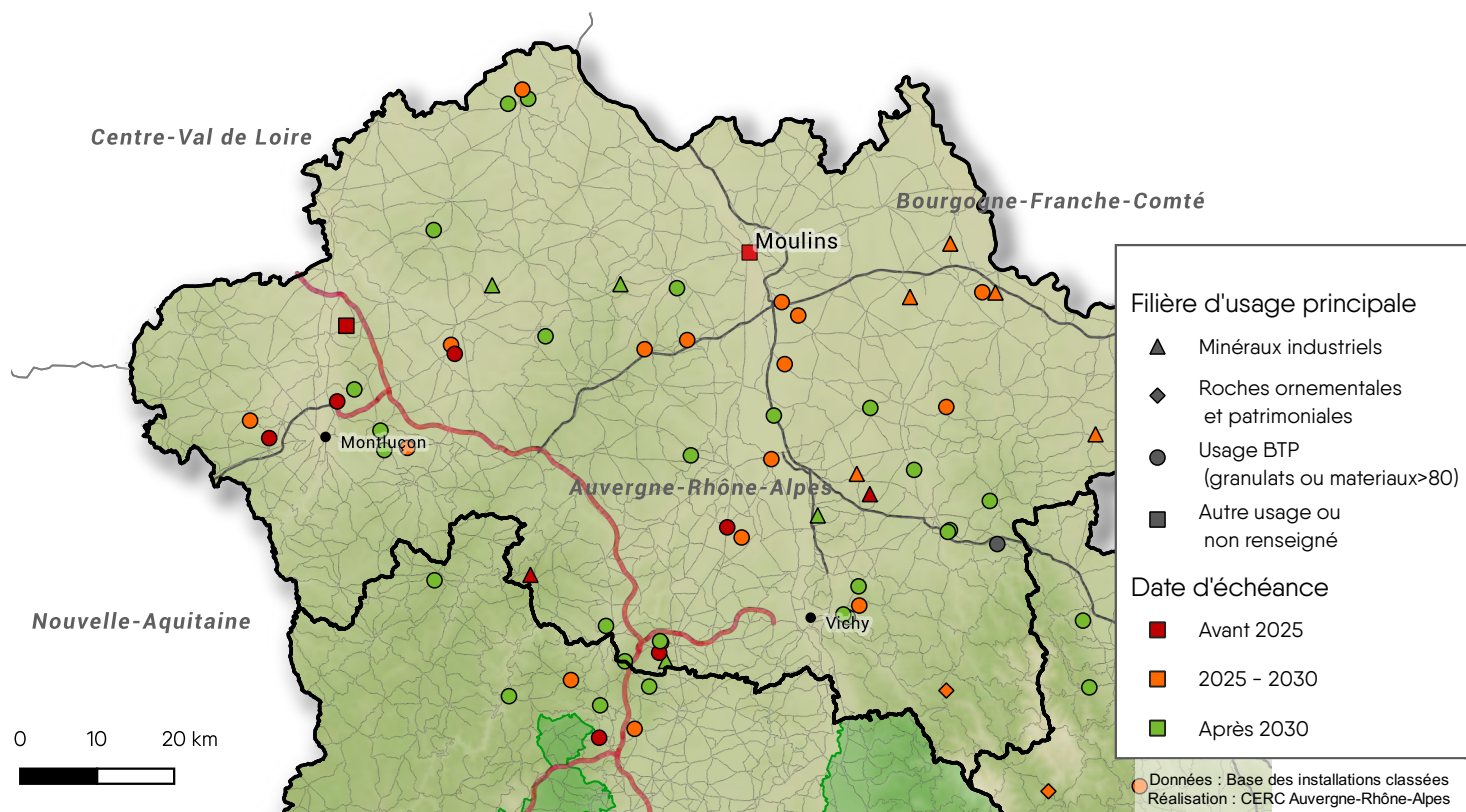 Centre-Val de Loire
Bourgogne-Franche-Comté
Moulins
Montluçon
Auvergne-Rhône-Alpes
Nouvelle-Aquitaine
Vichy
0 10 20 km
Filière d'usage principale
Minéraux industriels
Roches ornementales
et patrimoniales
Usage BTP
(granulats ou materiaux>80)
Autre usage ou
non renseigné
Date d'échéance
Avant 2025
2025 - 2030
Après 2030
Données : Base des installations classées
Réalisation : CERC Auvergne-Rhône-Alpes